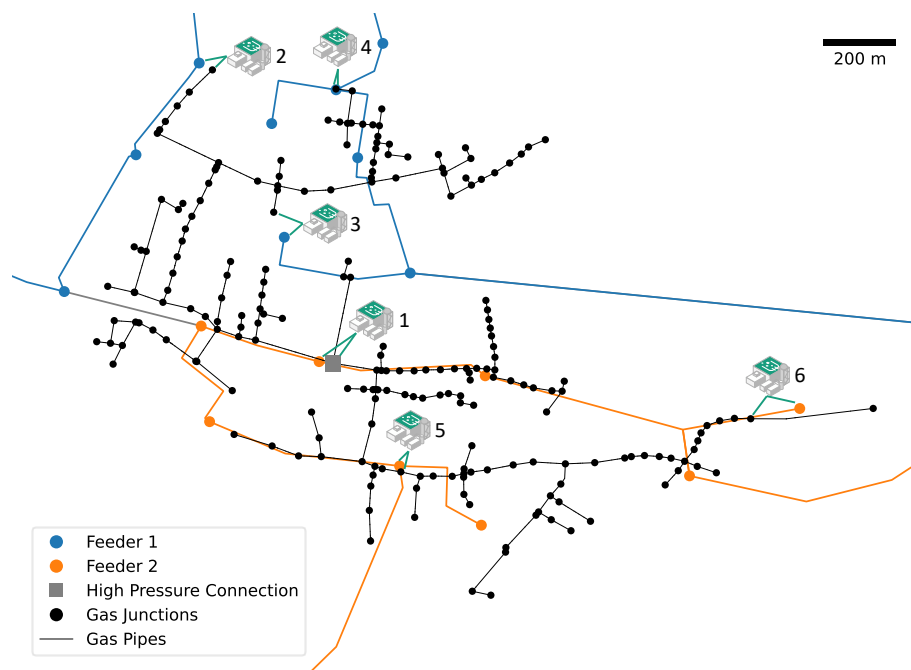 2
4
200 m
3
1
6
5
Feeder 1
Feeder 2
High Pressure Connection
Gas Junctions
Gas Pipes